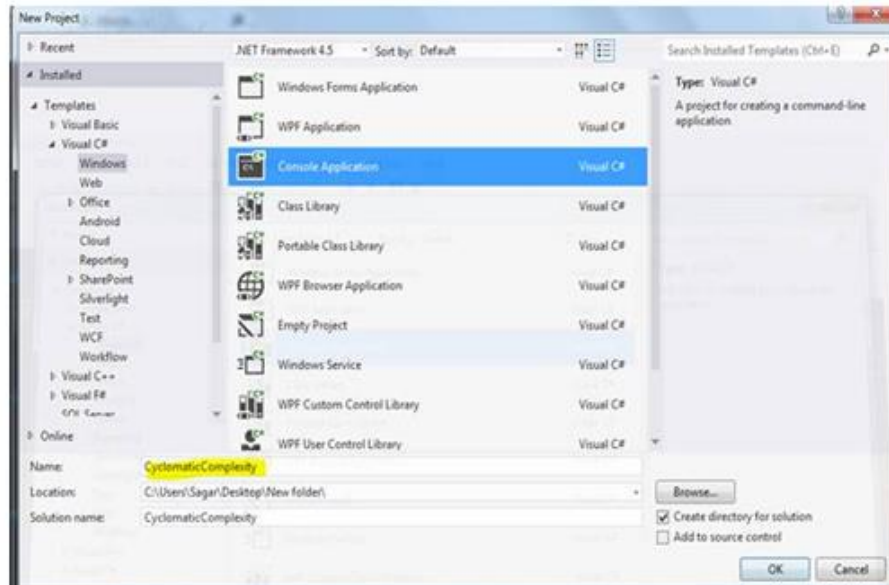 New Project
Recent
Installed
Templates
Visual Basic
Visual C#
Windows
Web
Office
Android
Cloud
Reporting
SharePoint
Silverlight
Test
WCF
Workflow
Visual C++
Visual F#
SQL Server
Online
.NET Framework 4.5
Sort by: Default
Search Installed Templates (Ctrl+E)
Windows Forms Application Visual C#
WPF Application Visual C#
Console Application Visual C#
Class Library Visual C#
Portable Class Library Visual C#
WPF Browser Application Visual C#
Empty Project Visual C#
Windows Service Visual C#
WPF Custom Control Library Visual C#
WPF User Control Library Visual C#
Type: Visual C#
A project for creating a command-line
application
Name: CyclomaticComplexity
Location: C:\Users\Sagar\Desktop\New folder\
Browse...
Solution name: CyclomaticComplexity
Create directory for solution
Add to source control
OK
Cancel